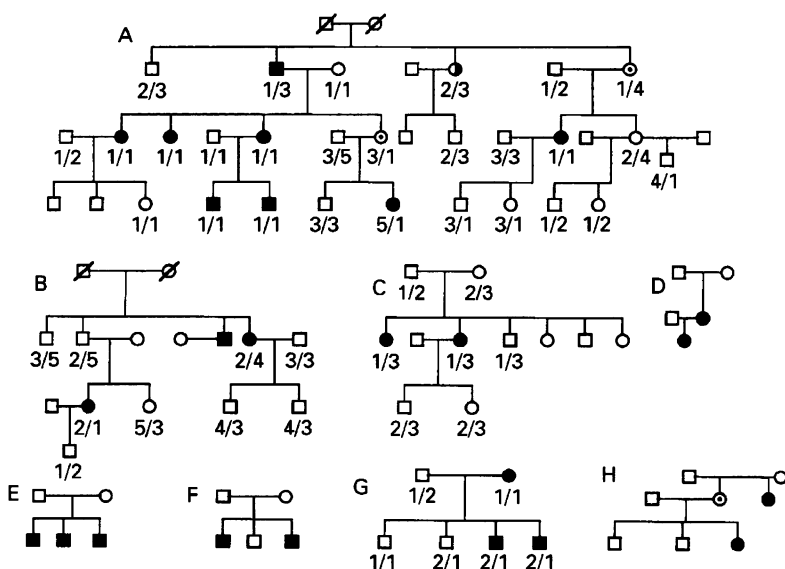 A
2/3 1/3 1/1 2/3 1/2 1/4
1/2 1/1 1/1 1/1 1/1 3/5 3/1 2/3 3/3 1/1 2/4
4/1
1/1 1/1 1/1 3/3 5/1 3/1 3/1 1/2 1/2
B C D
1/2 2/3
3/5 2/5 2/4 3/3 1/3 1/3 1/3
2/1 5/3 4/3 4/3 2/3 2/3
1/2
E F G H
1/2 1/1
1/1 2/1 2/1 2/1